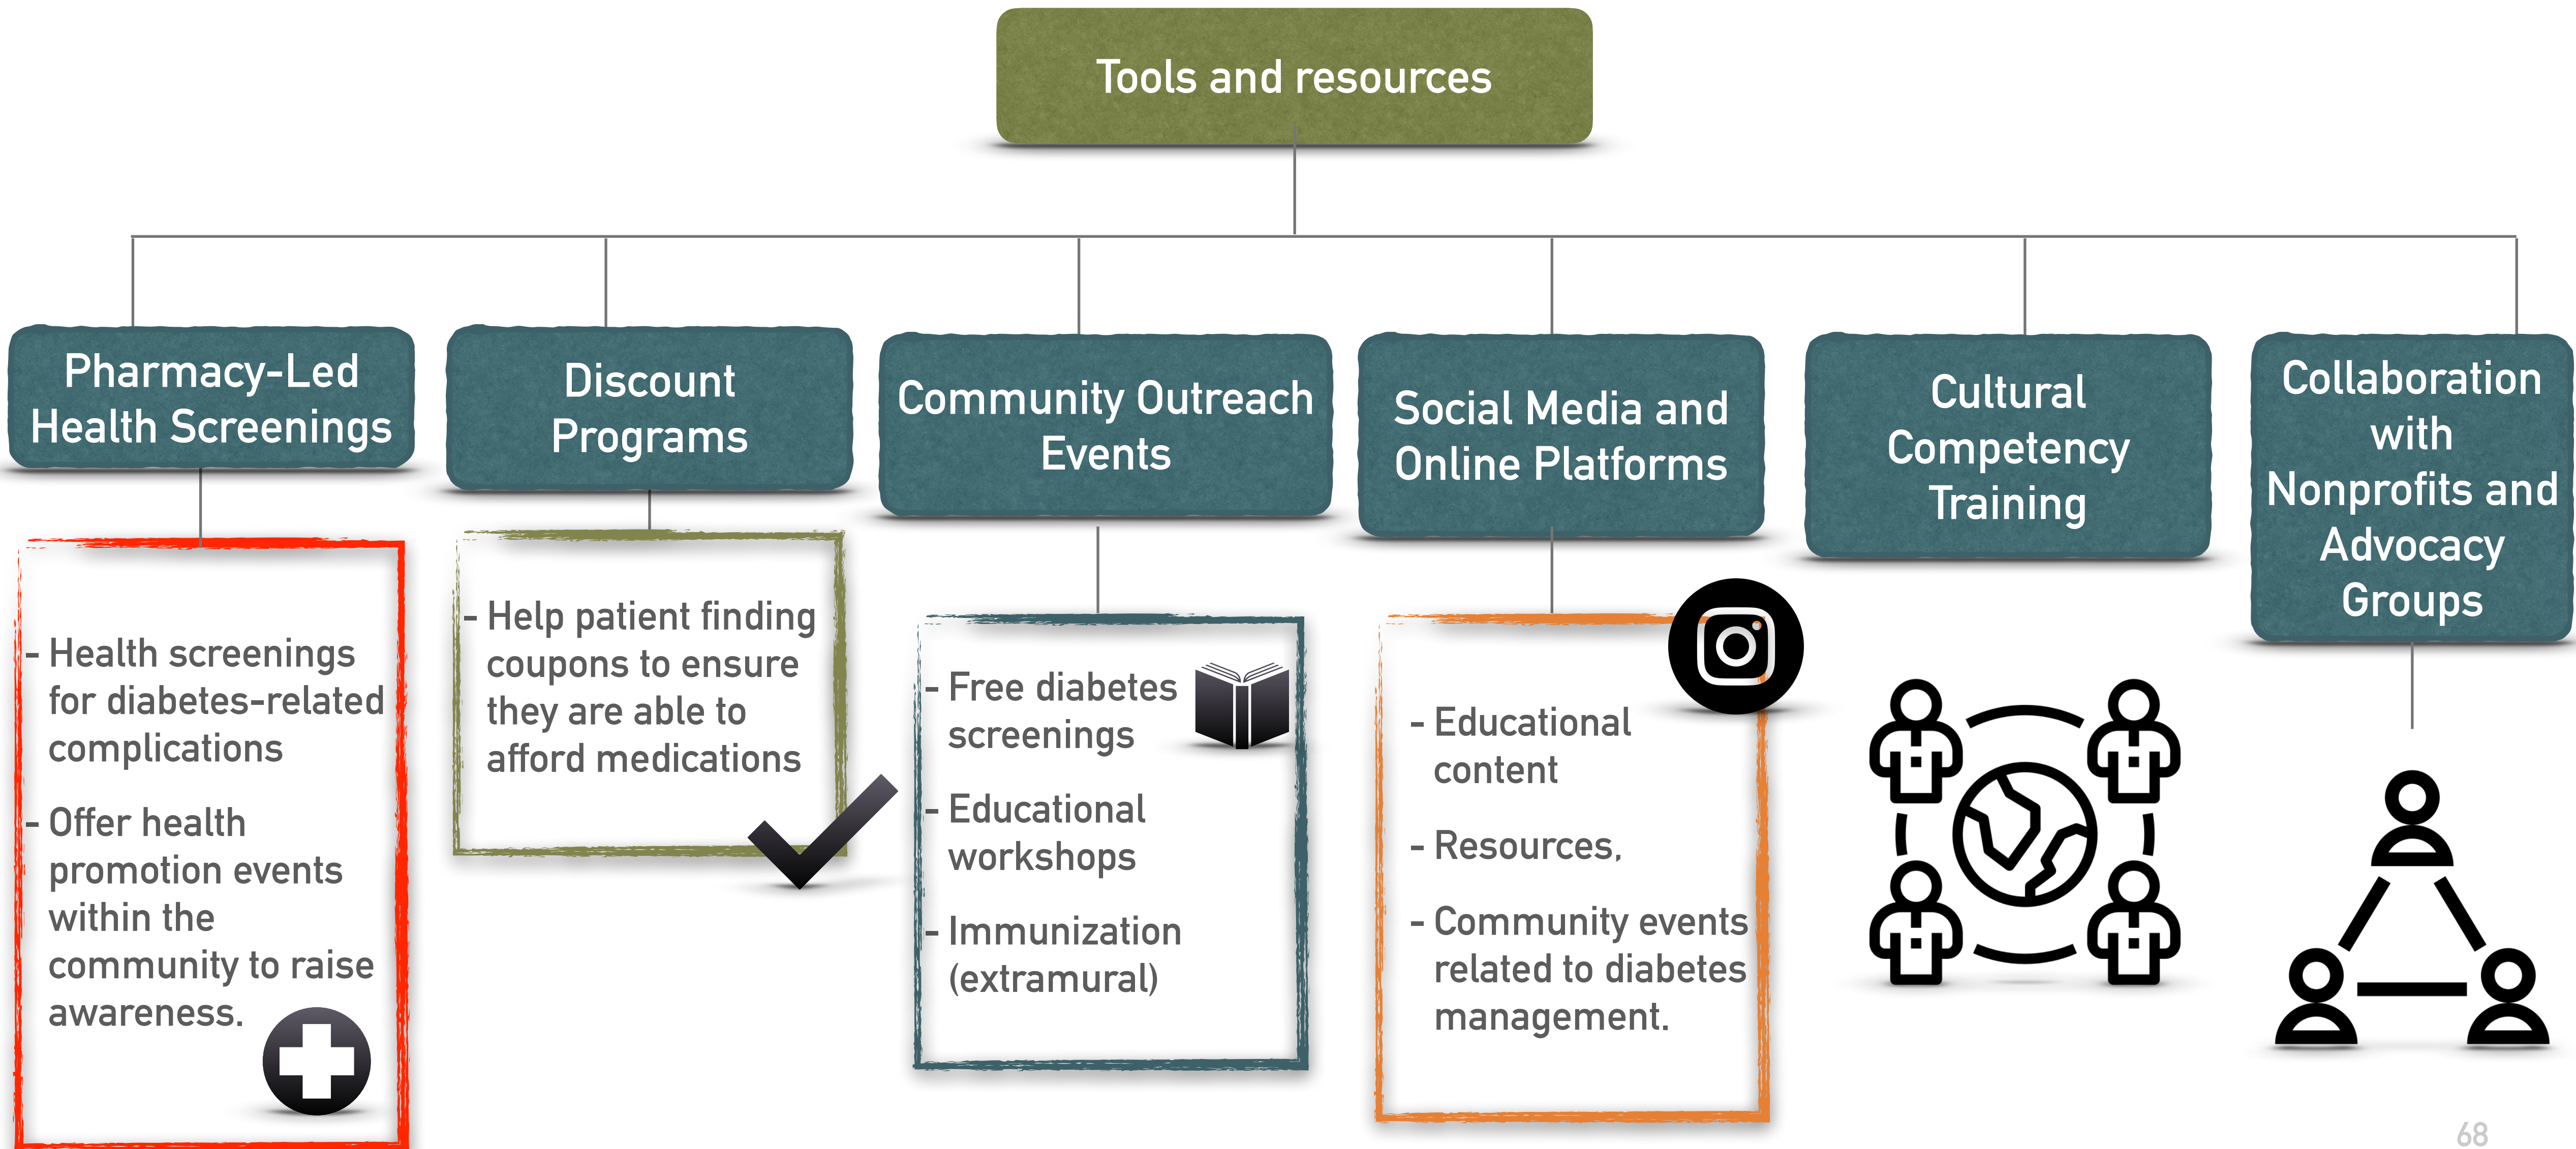 Tools and resources
Pharmacy-Led
Health Screenings
Discount
Programs
Community Outreach
Events
Social Media and
Online Platforms
Cultural
Competency
Training
Collaboration
with
Nonprofits and
Advocacy
Groups
- Health screenings
for diabetes-related
complications
- Offer health
promotion events
within the
community to raise
awareness.
- Help patient finding
coupons to ensure
they are able to
afford medications
- Free diabetes
screenings
- Educational
workshops
- Immunization
(extramural)
- Educational
content
- Resources,
- Community events
related to diabetes
management.
68